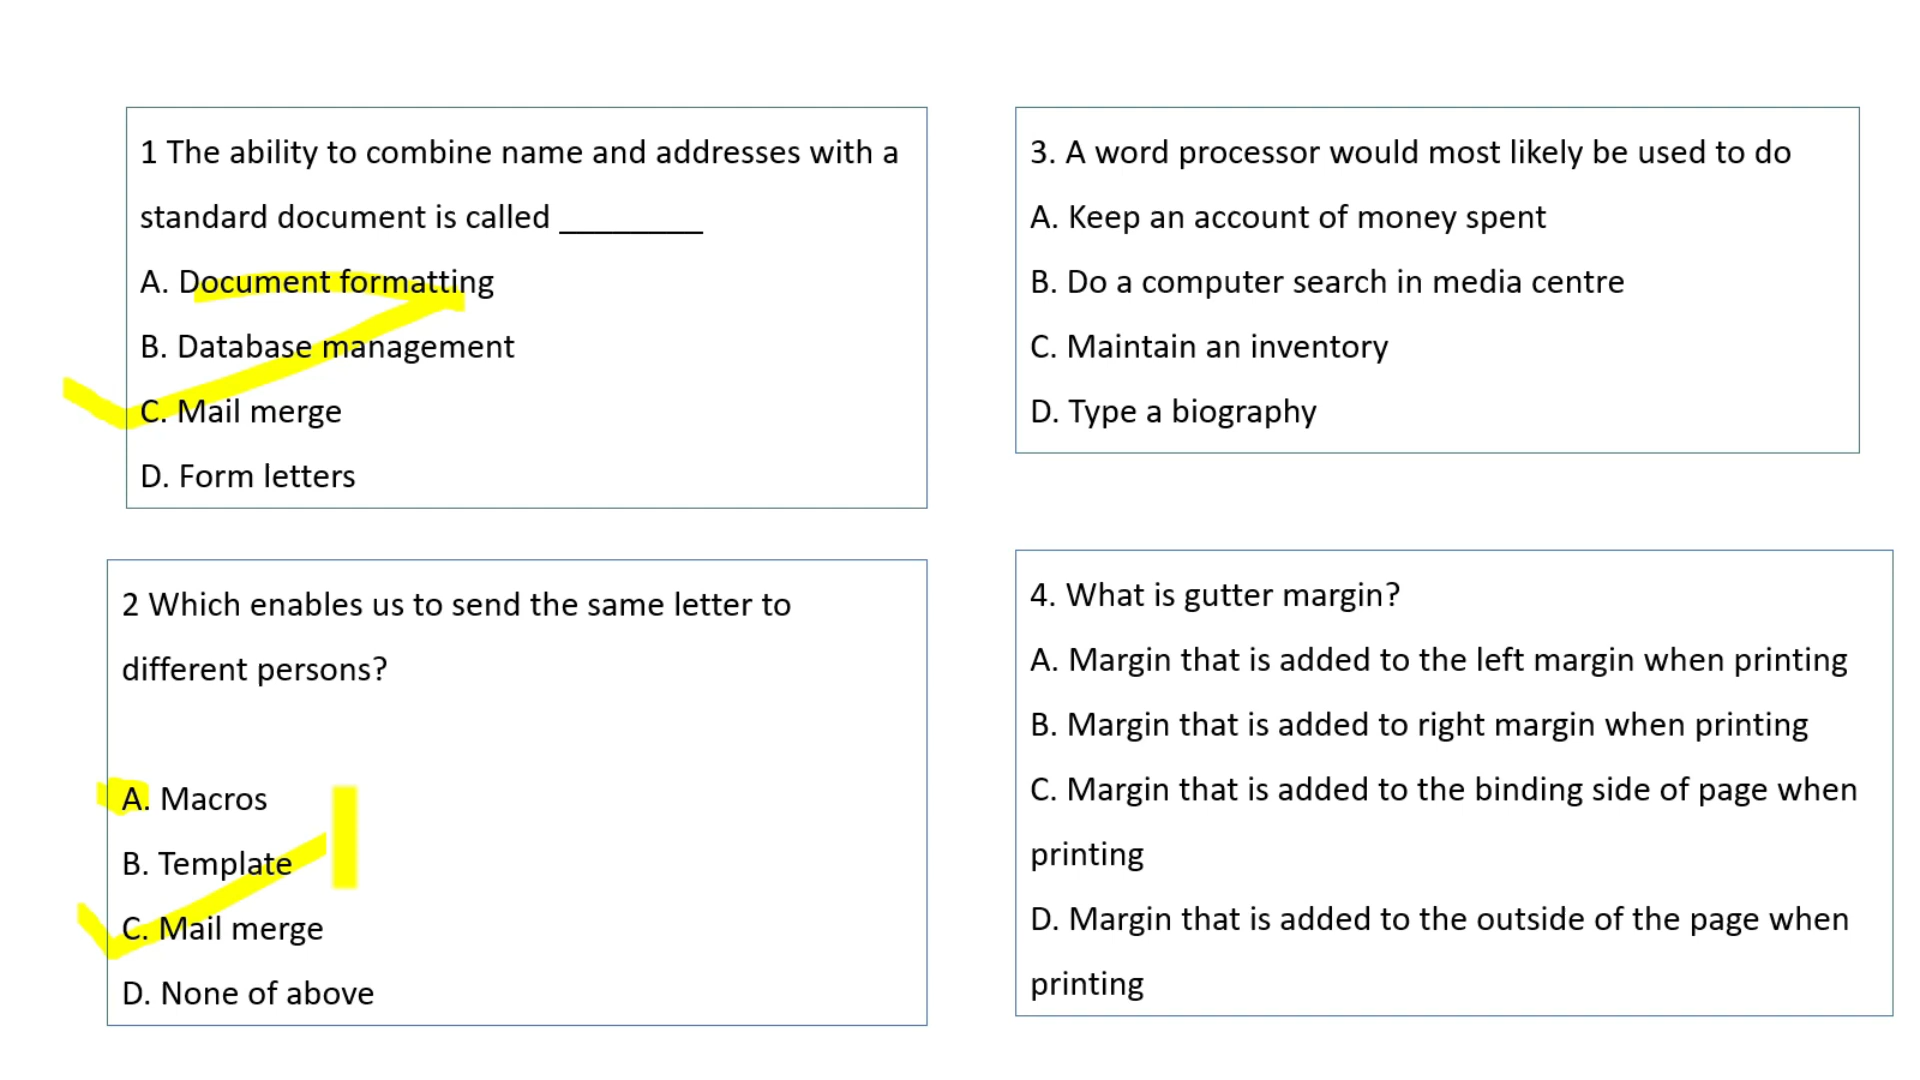 1 The ability to combine name and addresses with a
standard document is called ________
A. Document formatting
B. Database management
C. Mail merge
D. Form letters
2 Which enables us to send the same letter to
different persons?
A. Macros
B. Template
C. Mail merge
D. None of above
3. A word processor would most likely be used to do
A. Keep an account of money spent
B. Do a computer search in media centre
C. Maintain an inventory
D. Type a biography
4. What is gutter margin?
A. Margin that is added to the left margin when printing
B. Margin that is added to right margin when printing
C. Margin that is added to the binding side of page when
printing
D. Margin that is added to the outside of the page when
printing